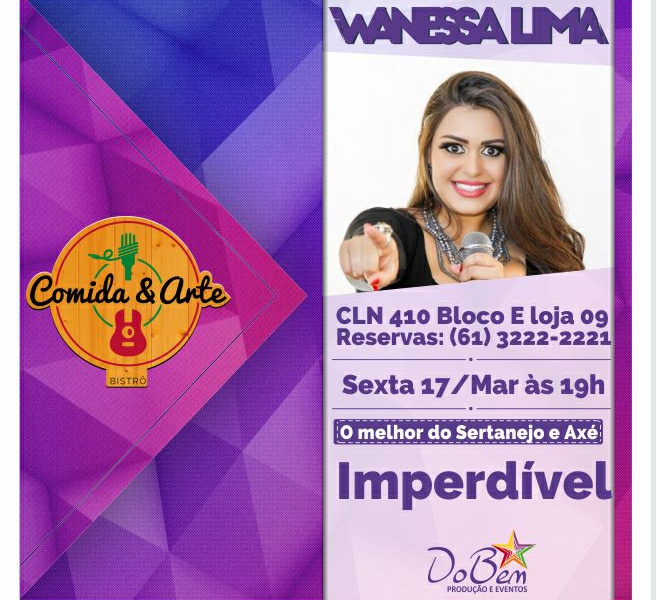 WANESSA LIMA
Comida & Arte
BISTRÔ
CLN 410 Bloco E loja 09
Reservas: (61) 3222-2221
Sexta 17/Mar às 19h
O melhor do Sertanejo e Axé
Imperdível
DoBem
PRODUÇÃO E EVENTOS